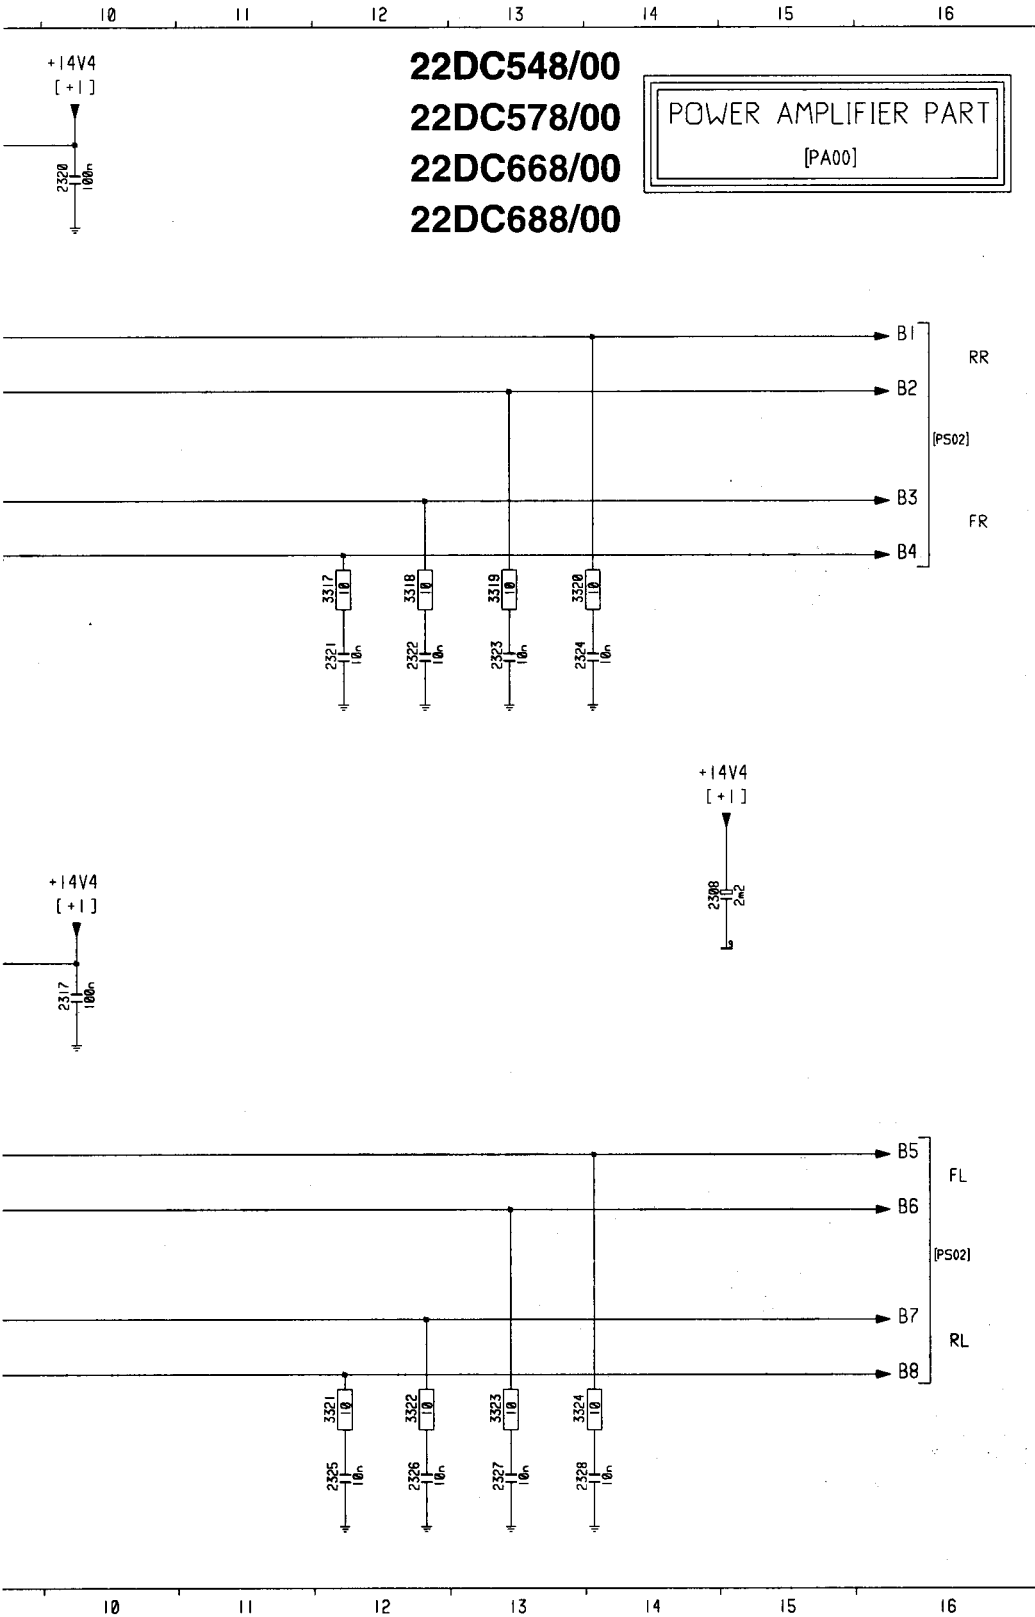 10 11 12 13 14 15 16
+14V4
[+1]
22DC548/00
22DC578/00
22DC668/00
22DC688/00
POWER AMPLIFIER PART
[PA00]
2320
100n
B1
RR
B2
[PS02]
B3
FR
B4
3317
10
3318
10
3319
10
3320
10
2321
10n
2322
10n
2323
10n
2324
10n
+14V4
[+1]
2308
2m2
+14V4
[+1]
2317
100n
B5
FL
B6
[PS02]
B7
RL
B8
3321
10
3322
10
3323
10
3324
10
2325
10n
2326
10n
2327
10n
2328
10n
10 11 12 13 14 15 16